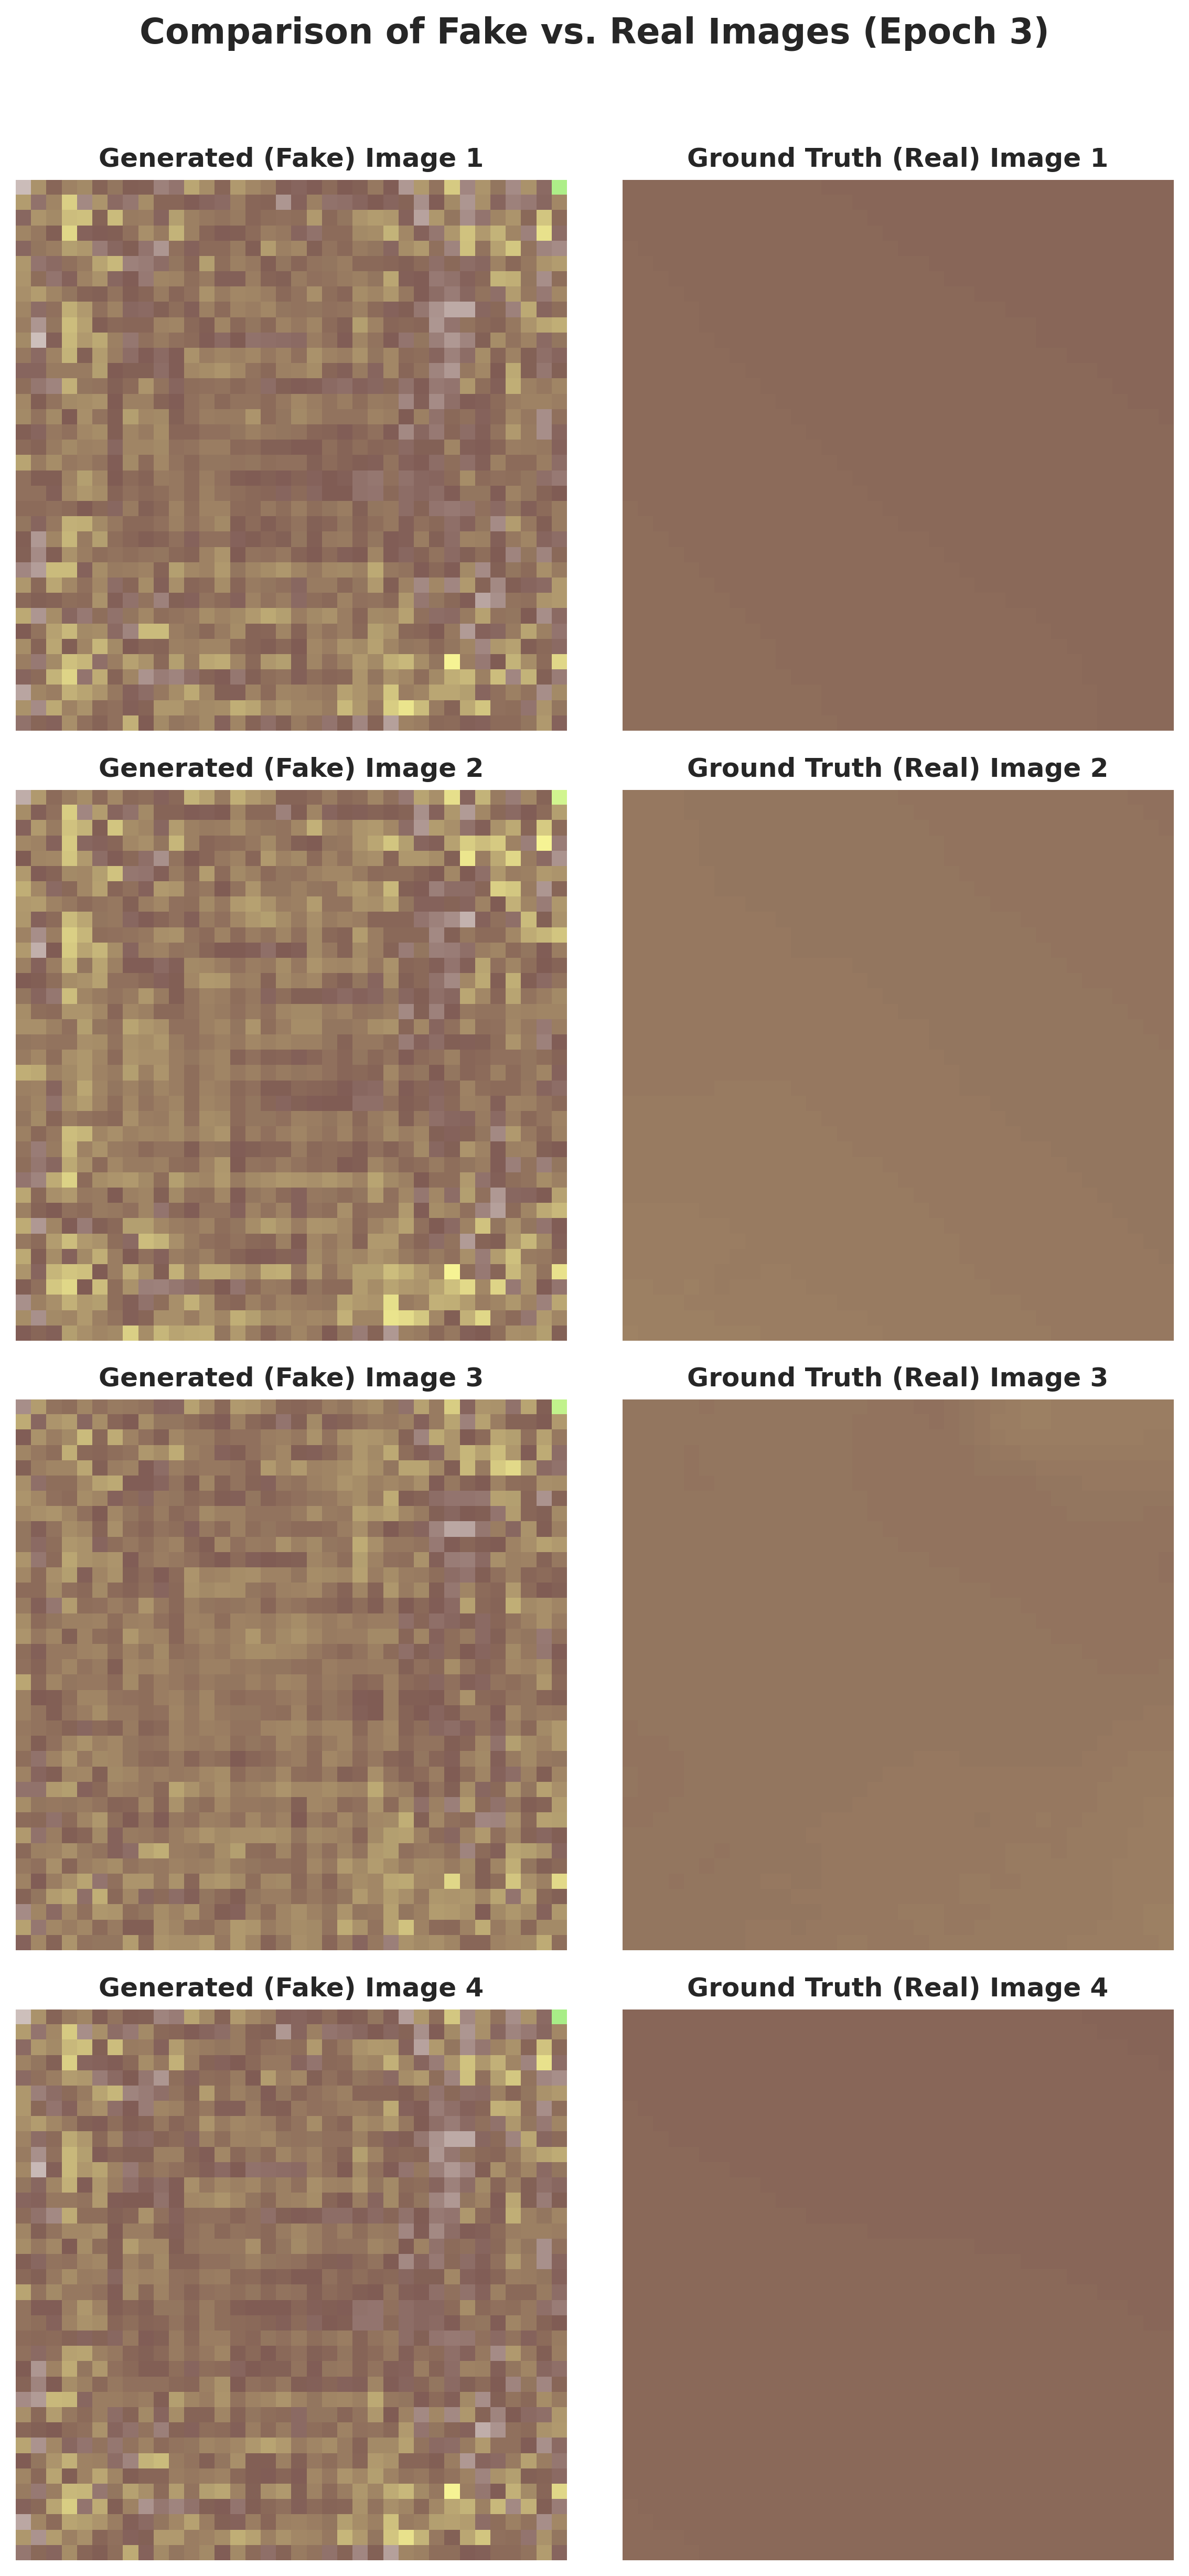 Comparison of Fake vs. Real Images (Epoch 3)
Generated (Fake) Image 1
Ground Truth (Real) Image 1
Generated (Fake) Image 2
Ground Truth (Real) Image 2
Generated (Fake) Image 3
Ground Truth (Real) Image 3
Generated (Fake) Image 4
Ground Truth (Real) Image 4